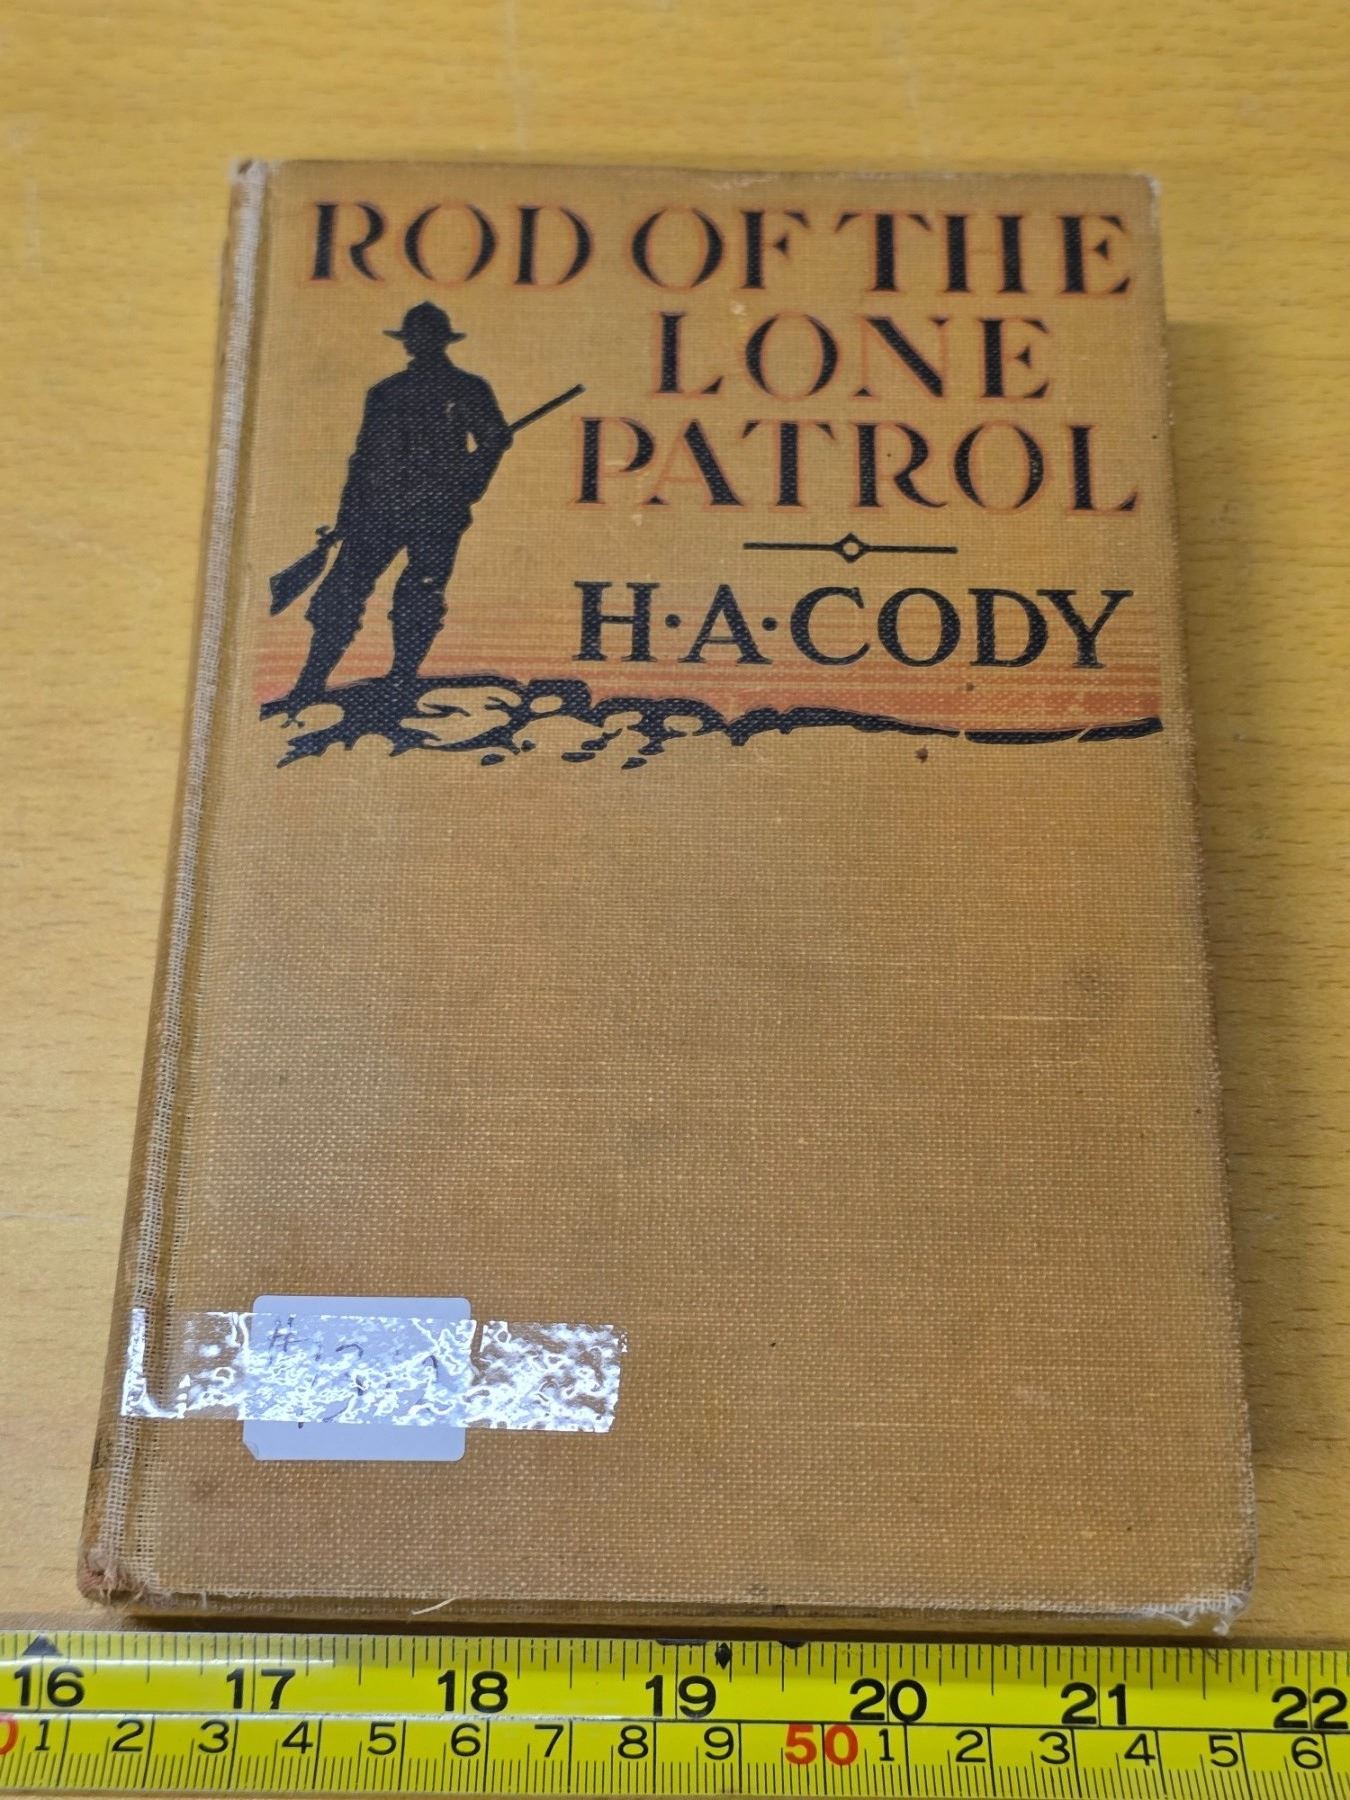 ROD OF THE
LONE
PATROL
H·A·CODY
16 17 18 19 20 21 22
1 2 3 4 5 6 7 8 9 50 1 2 3 4 5 6